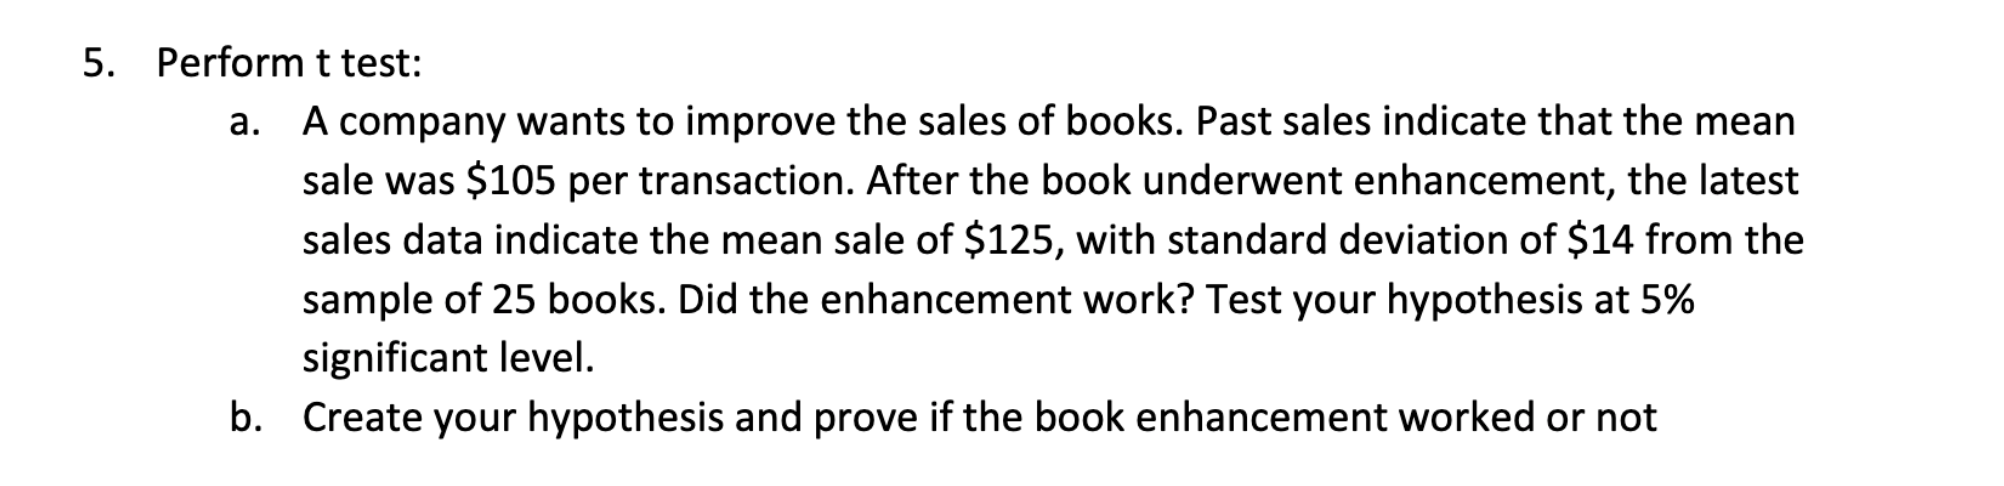 5. Perform t test:
a. A company wants to improve the sales of books. Past sales indicate that the mean
sale was $105 per transaction. After the book underwent enhancement, the latest
sales data indicate the mean sale of $125, with standard deviation of $14 from the
sample of 25 books. Did the enhancement work? Test your hypothesis at 5%
significant level.
b. Create your hypothesis and prove if the book enhancement worked or not